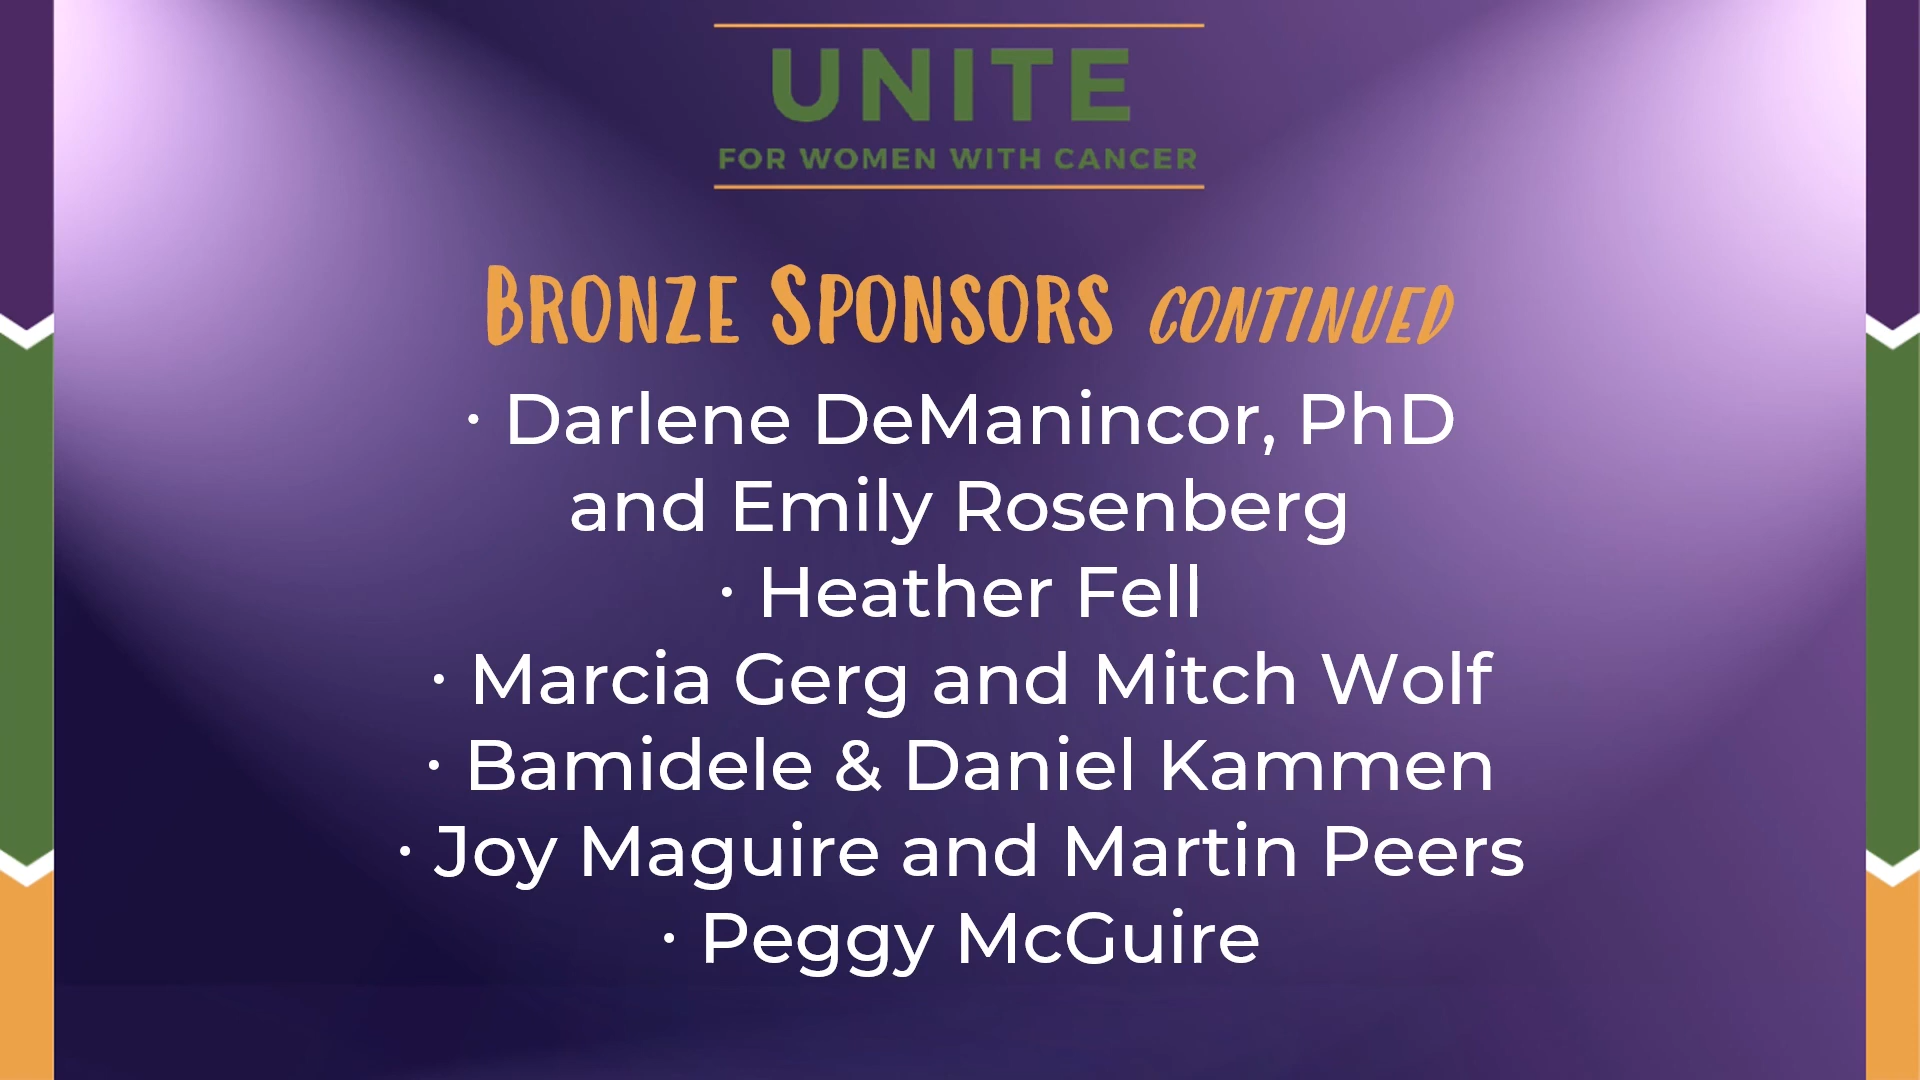 UNITE
FOR WOMEN WITH CANCER
BRONZE SPONSORS CONTINUED
· Darlene DeManincor, PhD
and Emily Rosenberg
· Heather Fell
· Marcia Gerg and Mitch Wolf
· Bamidele & Daniel Kammen
· Joy Maguire and Martin Peers
· Peggy McGuire